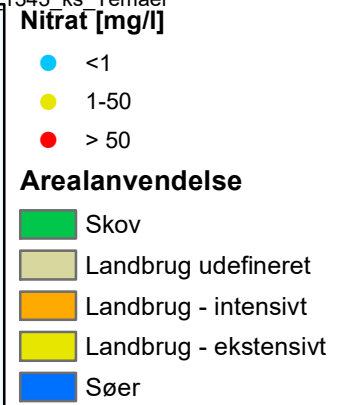 Nitrat [mg/l]
<1
1-50
> 50
Arealanvendelse
Skov
Landbrug udefineret
Landbrug - intensivt
Landbrug - ekstensivt
Søer